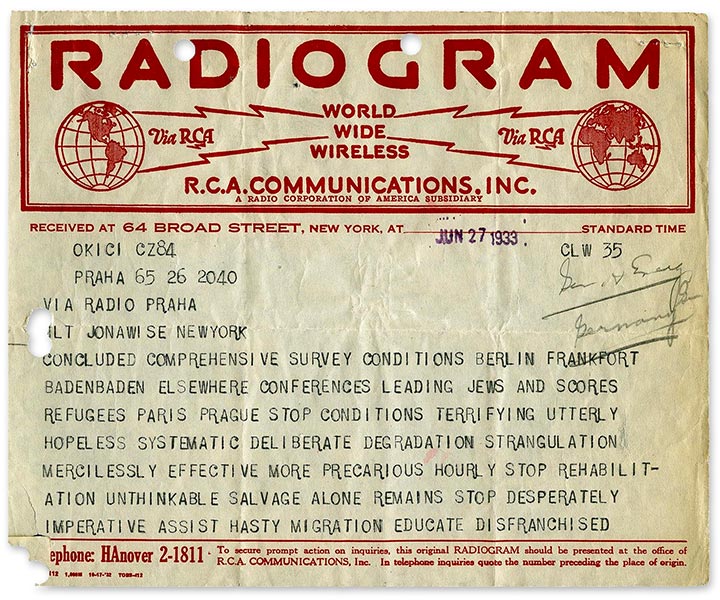 RADIOGRAM
WORLD
WIDE
WIRELESS
Via RCA
Via RCA
R.C.A. COMMUNICATIONS, INC.
A RADIO CORPORATION OF AMERICA SUBSIDIARY
RECEIVED AT 64 BROAD STREET, NEW YORK, AT JUN 27 1933 STANDARD TIME
OKICI CZ84 CLW 35
PRAHA 65 26 2040
VIA RADIO PRAHA
NLT JONAWISE NEWYORK
Germany
CONCLUDED COMPREHENSIVE SURVEY CONDITIONS BERLIN FRANKFORT
BADENBADEN ELSEWHERE CONFERENCES LEADING JEWS AND SCORES
REFUGEES PARIS PRAGUE STOP CONDITIONS TERRIFYING UTTERLY
HOPELESS SYSTEMATIC DELIBERATE DEGRADATION STRANGULATION
MERCILESSLY EFFECTIVE MORE PRECARIOUS HOURLY STOP REHABILIT-
ATION UNTHINKABLE SALVAGE ALONE REMAINS STOP DESPERATELY
IMPERATIVE ASSIST HASTY MIGRATION EDUCATE DISFRANCHISED
ephone: HAnover 2-1811
To secure prompt action on inquiries, this original RADIOGRAM should be presented at the office of
R.C.A. COMMUNICATIONS, Inc. In telephone inquiries quote the number preceding the place of origin.